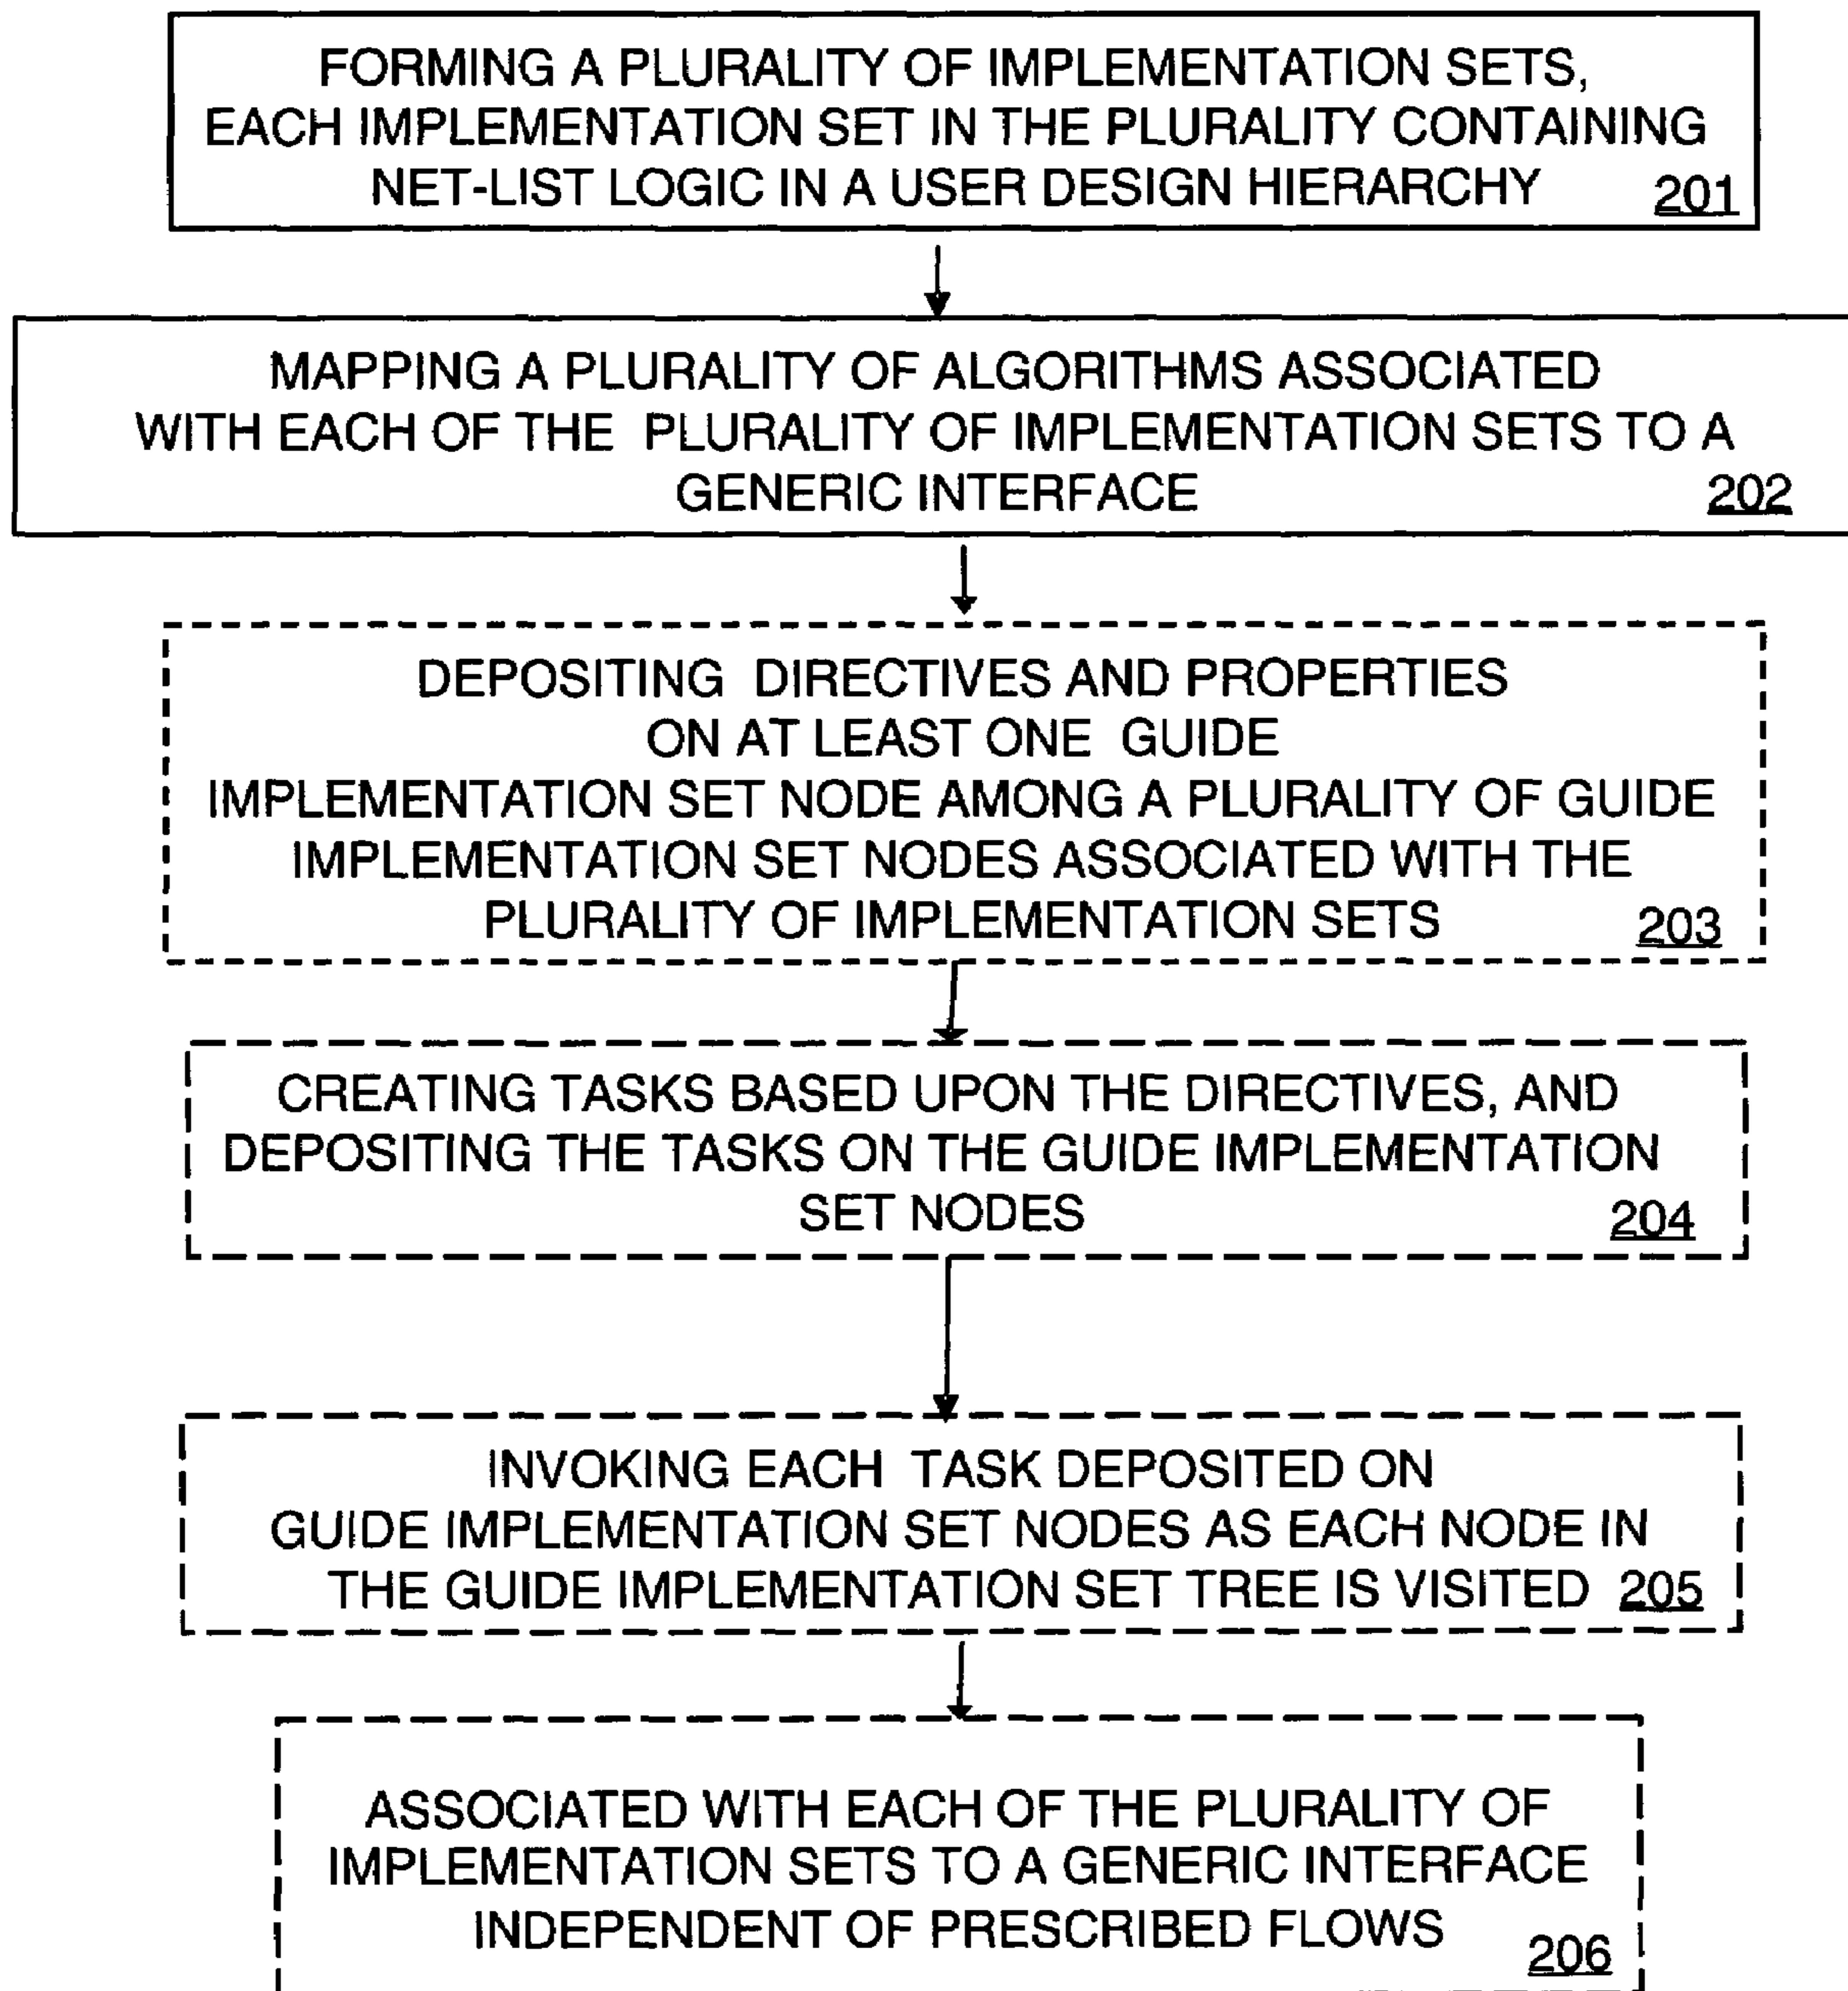 FORMING A PLURALITY OF IMPLEMENTATION SETS,
EACH IMPLEMENTATION SET IN THE PLURALITY CONTAINING
NET-LIST LOGIC IN A USER DESIGN HIERARCHY 201
MAPPING A PLURALITY OF ALGORITHMS ASSOCIATED
WITH EACH OF THE PLURALITY OF IMPLEMENTATION SETS TO A
GENERIC INTERFACE 202
DEPOSITING DIRECTIVES AND PROPERTIES
ON AT LEAST ONE GUIDE
IMPLEMENTATION SET NODE AMONG A PLURALITY OF GUIDE
IMPLEMENTATION SET NODES ASSOCIATED WITH THE
PLURALITY OF IMPLEMENTATION SETS 203
CREATING TASKS BASED UPON THE DIRECTIVES, AND
DEPOSITING THE TASKS ON THE GUIDE IMPLEMENTATION
SET NODES 204
INVOKING EACH TASK DEPOSITED ON
GUIDE IMPLEMENTATION SET NODES AS EACH NODE IN
THE GUIDE IMPLEMENTATION SET TREE IS VISITED 205
ASSOCIATED WITH EACH OF THE PLURALITY OF
IMPLEMENTATION SETS TO A GENERIC INTERFACE
INDEPENDENT OF PRESCRIBED FLOWS 206